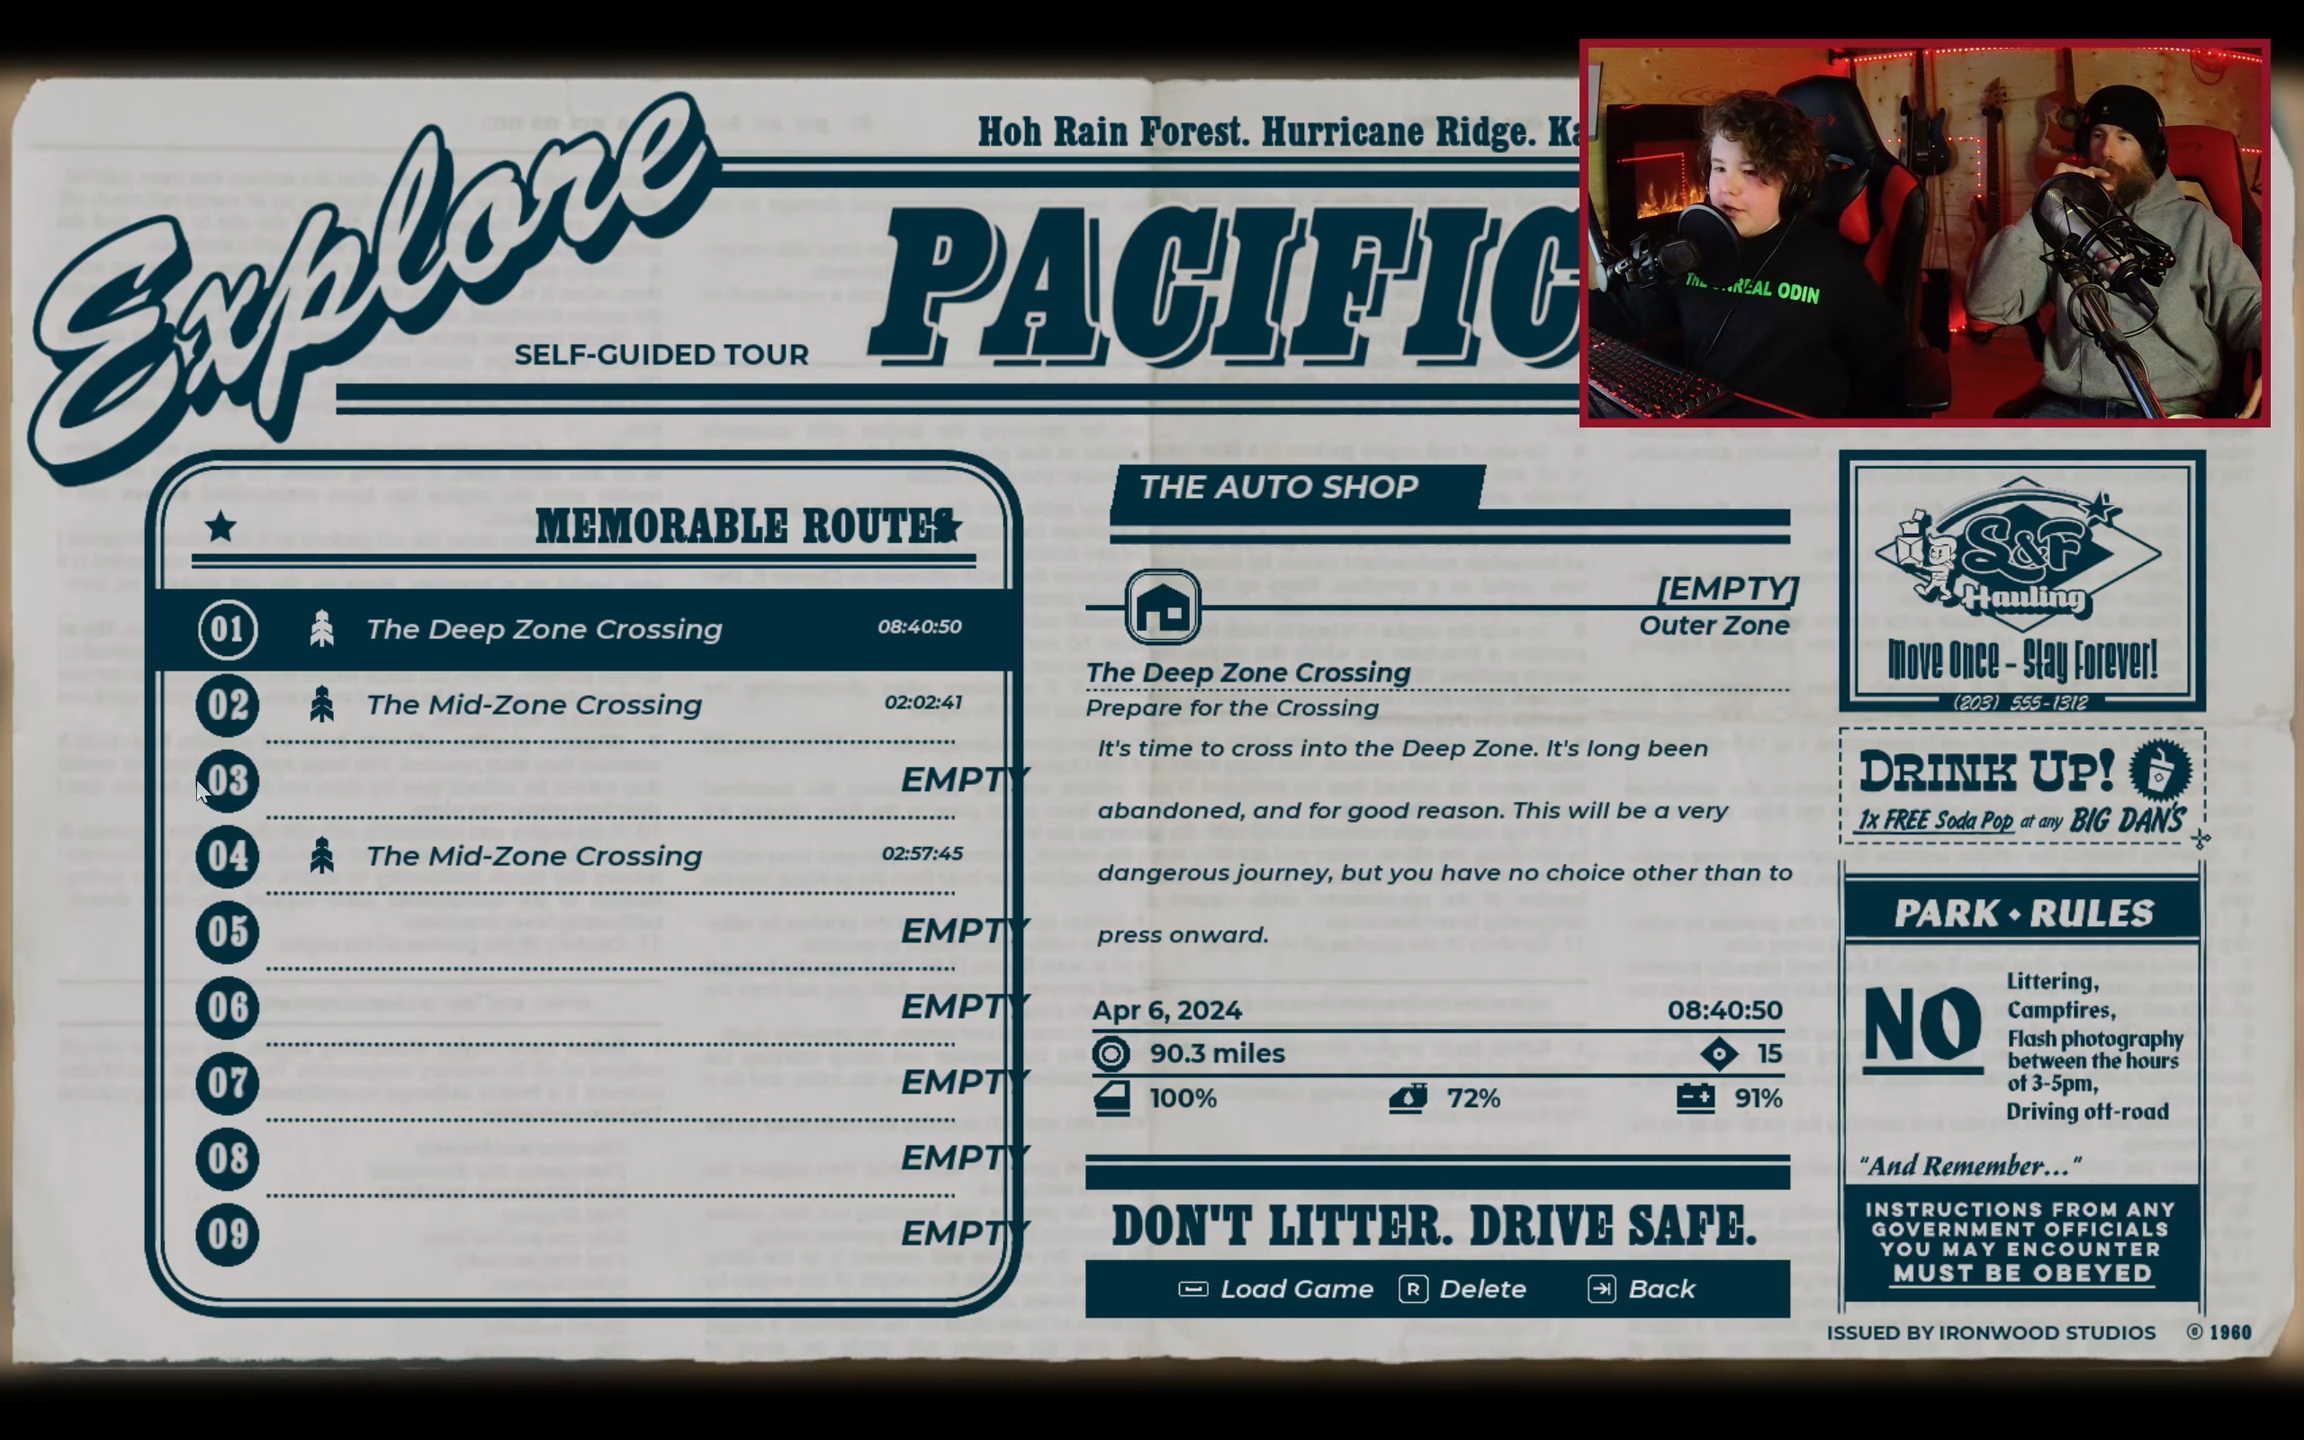 Explore
Hoh Rain Forest. Hurricane Ridge. Ka
PACIFIC
SELF-GUIDED TOUR
THE UNREAL ODIN
MEMORABLE ROUTES
01 The Deep Zone Crossing 08:40:50
02 The Mid-Zone Crossing 02:02:41
03 EMPTY
04 The Mid-Zone Crossing 02:57:45
05 EMPTY
06 EMPTY
07 EMPTY
08 EMPTY
09 EMPTY
THE AUTO SHOP
[EMPTY]
Outer Zone
The Deep Zone Crossing
Prepare for the Crossing
It's time to cross into the Deep Zone. It's long been
abandoned, and for good reason. This will be a very
dangerous journey, but you have no choice other than to
press onward.
Apr 6, 2024 08:40:50
90.3 miles 15
100% 72% 91%
DON'T LITTER. DRIVE SAFE.
Load Game R Delete Back
S&F
Hauling
Move Once - Stay Forever!
(203) 555-1312
DRINK UP!
1x FREE Soda Pop at any BIG DAN'S
PARK RULES
NO
Littering,
Campfires,
Flash photography
between the hours
of 3-5pm,
Driving off-road
"And Remember..."
INSTRUCTIONS FROM ANY
GOVERNMENT OFFICIALS
YOU MAY ENCOUNTER
MUST BE OBEYED
ISSUED BY IRONWOOD STUDIOS © 1960